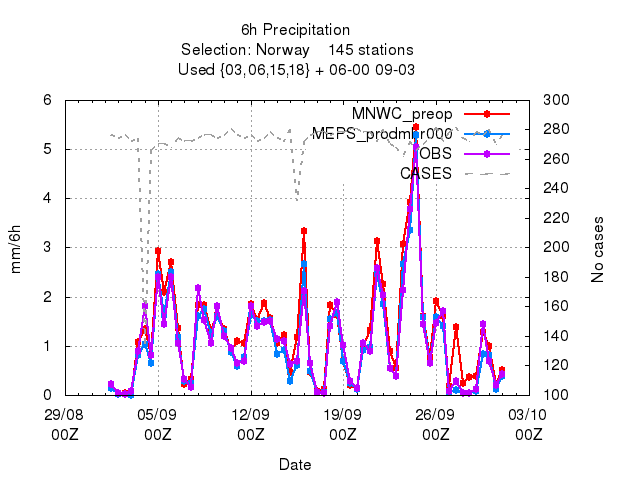 6h Precipitation
Selection: Norway    145 stations
Used {03,06,15,18} + 06-00 09-03
6
5
4
3
2
1
0
300
280
260
240
220
200
180
160
140
120
100
mm/6h
No cases
MNWC_preop
MEPS_prodmbr000
OBS
CASES
29/08 05/09 12/09 19/09 26/09 03/10
00Z 00Z 00Z 00Z 00Z 00Z
Date